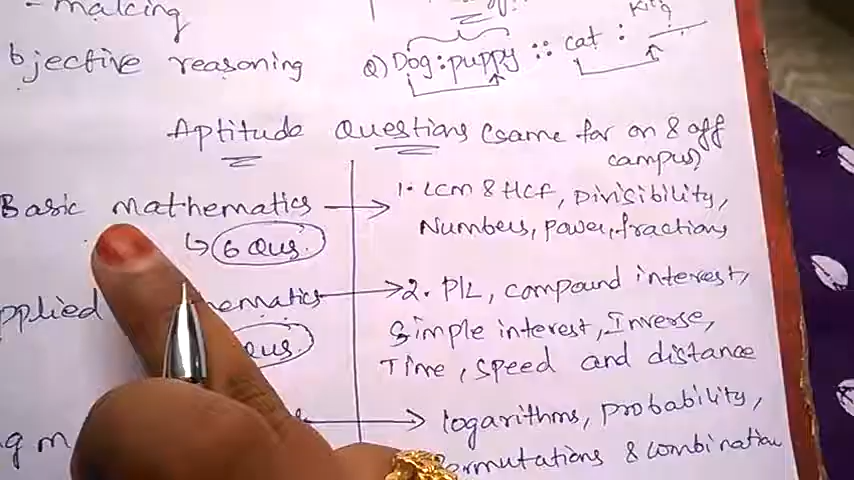 - making
bjective reasoning
Q) Dog:puppy :: cat :
Aptitude Questions (same for on & off
campus)
Basic mathematics → 1. LCM & HCF, Divisibility,
↳ 6 Qus. Numbers, power, fractions
pplied hematics → 2. P/L, compound interest,
Qus. Simple interest, Inverse,
Time, speed and distance
g m → logarithms, probability,
Permutations & combination